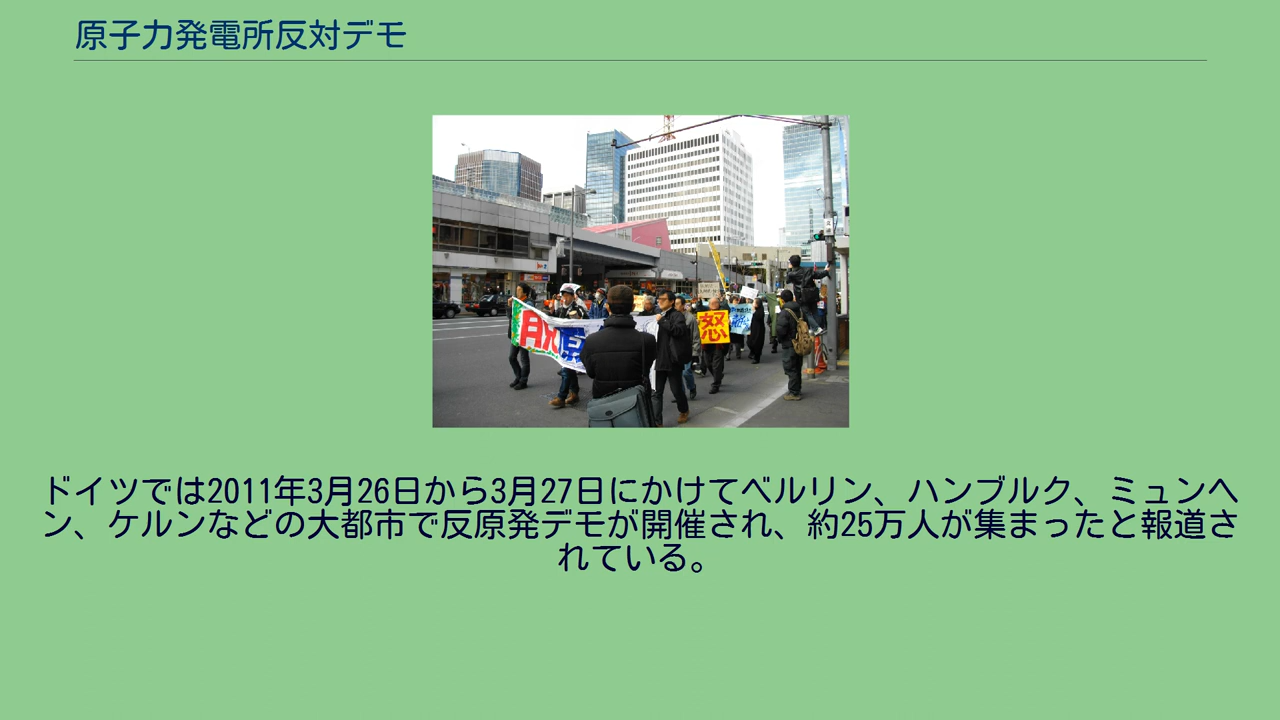 原子力発電所反対デモ
脱原
怒
ドイツでは2011年3月26日から3月27日にかけてベルリン、ハンブルク、ミュンヘ
ン、ケルンなどの大都市で反原発デモが開催され、約25万人が集まったと報道さ
れている。